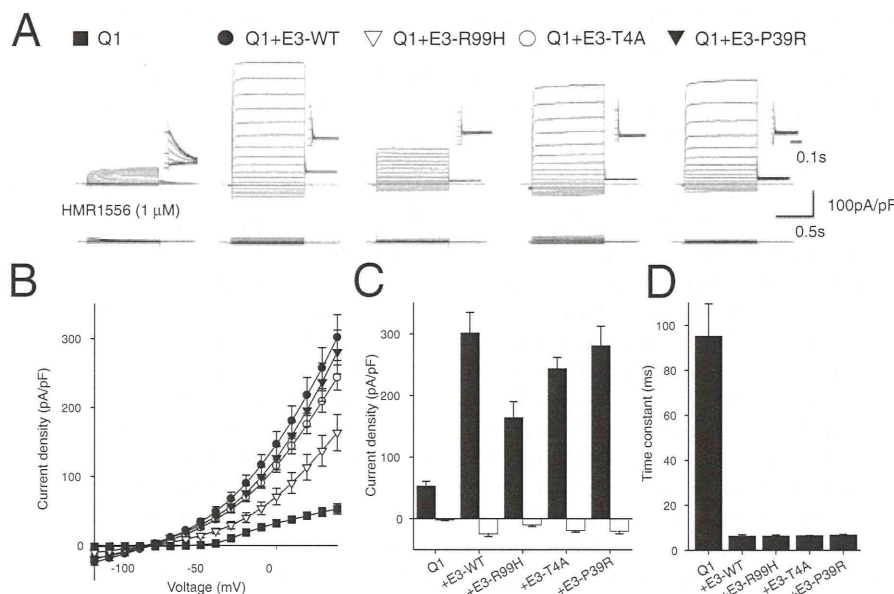 A
■ Q1 ● Q1+E3-WT ▽ Q1+E3-R99H ○ Q1+E3-T4A ▼ Q1+E3-P39R
0.1s
HMR1556 (1 μM)
100pA/pF
0.5s
B
Current density (pA/pF)
300
200
100
0
-100 -50 0
Voltage (mV)
C
Current density (pA/pF)
300
200
100
0
Q1
+E3-WT
+E3-R99H
+E3-T4A
+E3-P39R
D
Time constant (ms)
100
80
60
40
20
0
Q1
+E3-WT
+E3-R99H
+E3-T4A
+E3-P39R